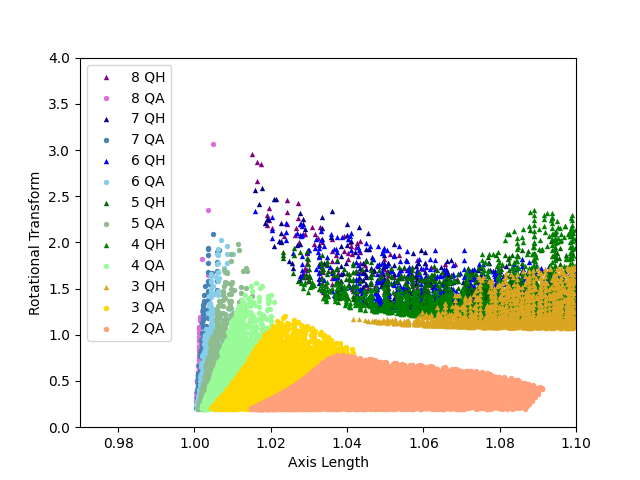 4.0
3.5
3.0
2.5
2.0
1.5
1.0
0.5
0.0
Rotational Transform
8 QH
8 QA
7 QH
7 QA
6 QH
6 QA
5 QH
5 QA
4 QH
4 QA
3 QH
3 QA
2 QA
0.98
1.00
1.02
1.04
1.06
1.08
1.10
Axis Length